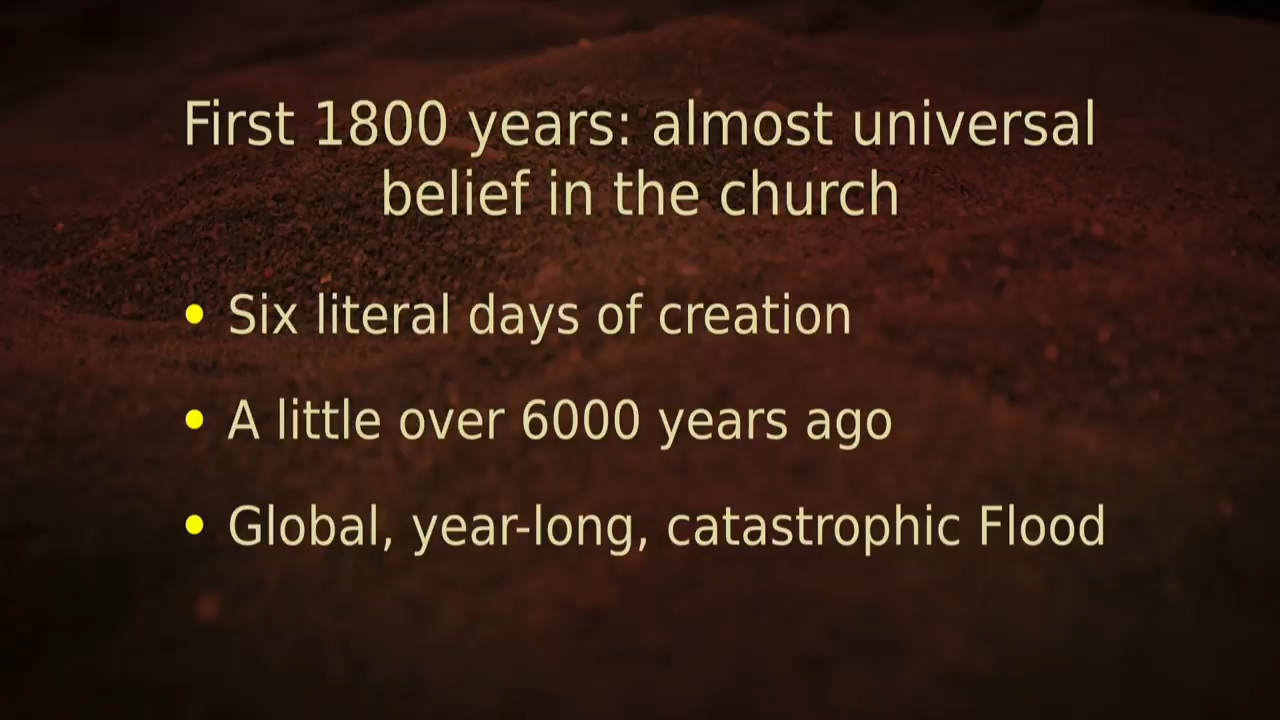 First 1800 years: almost universal
belief in the church
• Six literal days of creation
• A little over 6000 years ago
• Global, year-long, catastrophic Flood